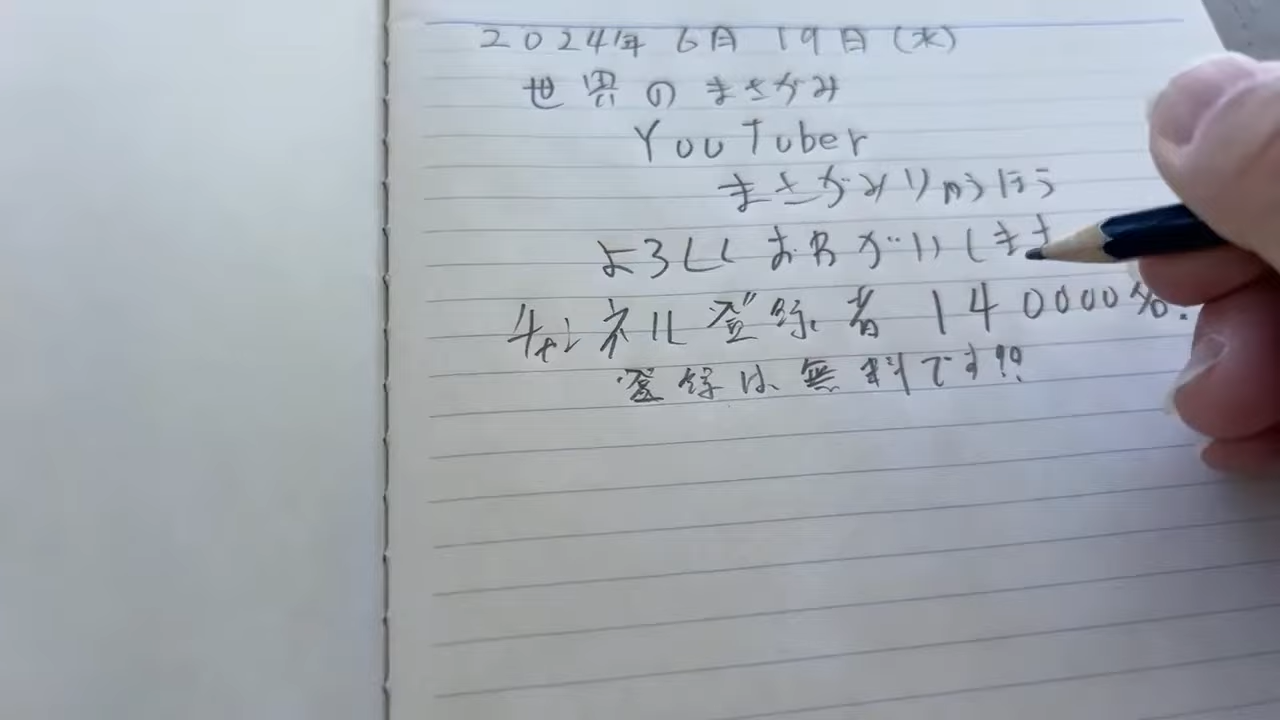 2024年6月19日(水)
世界のまさがみ
YouTuber
まさがみりゅうほう
よろしくおねがいします
チャンネル登録者140000%.
登録は無料です!?